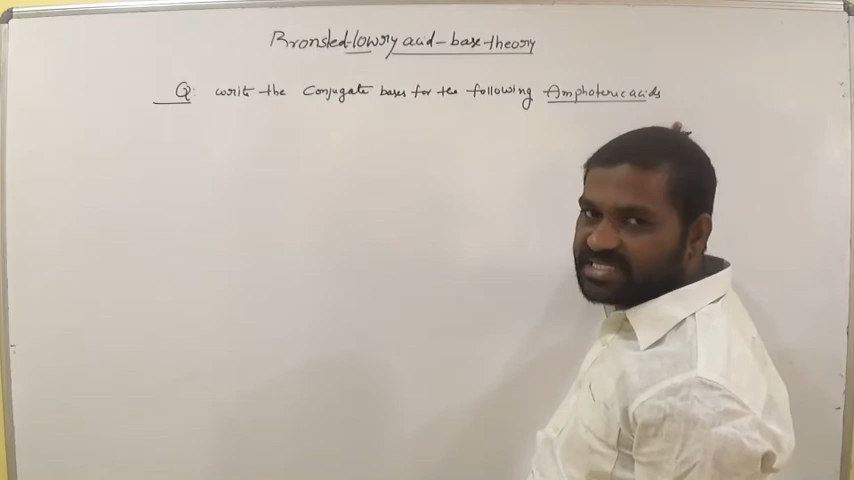 Bronsted-lowry acid-base-theory
Q: write the Conjugate bases for the following Amphoteric acids